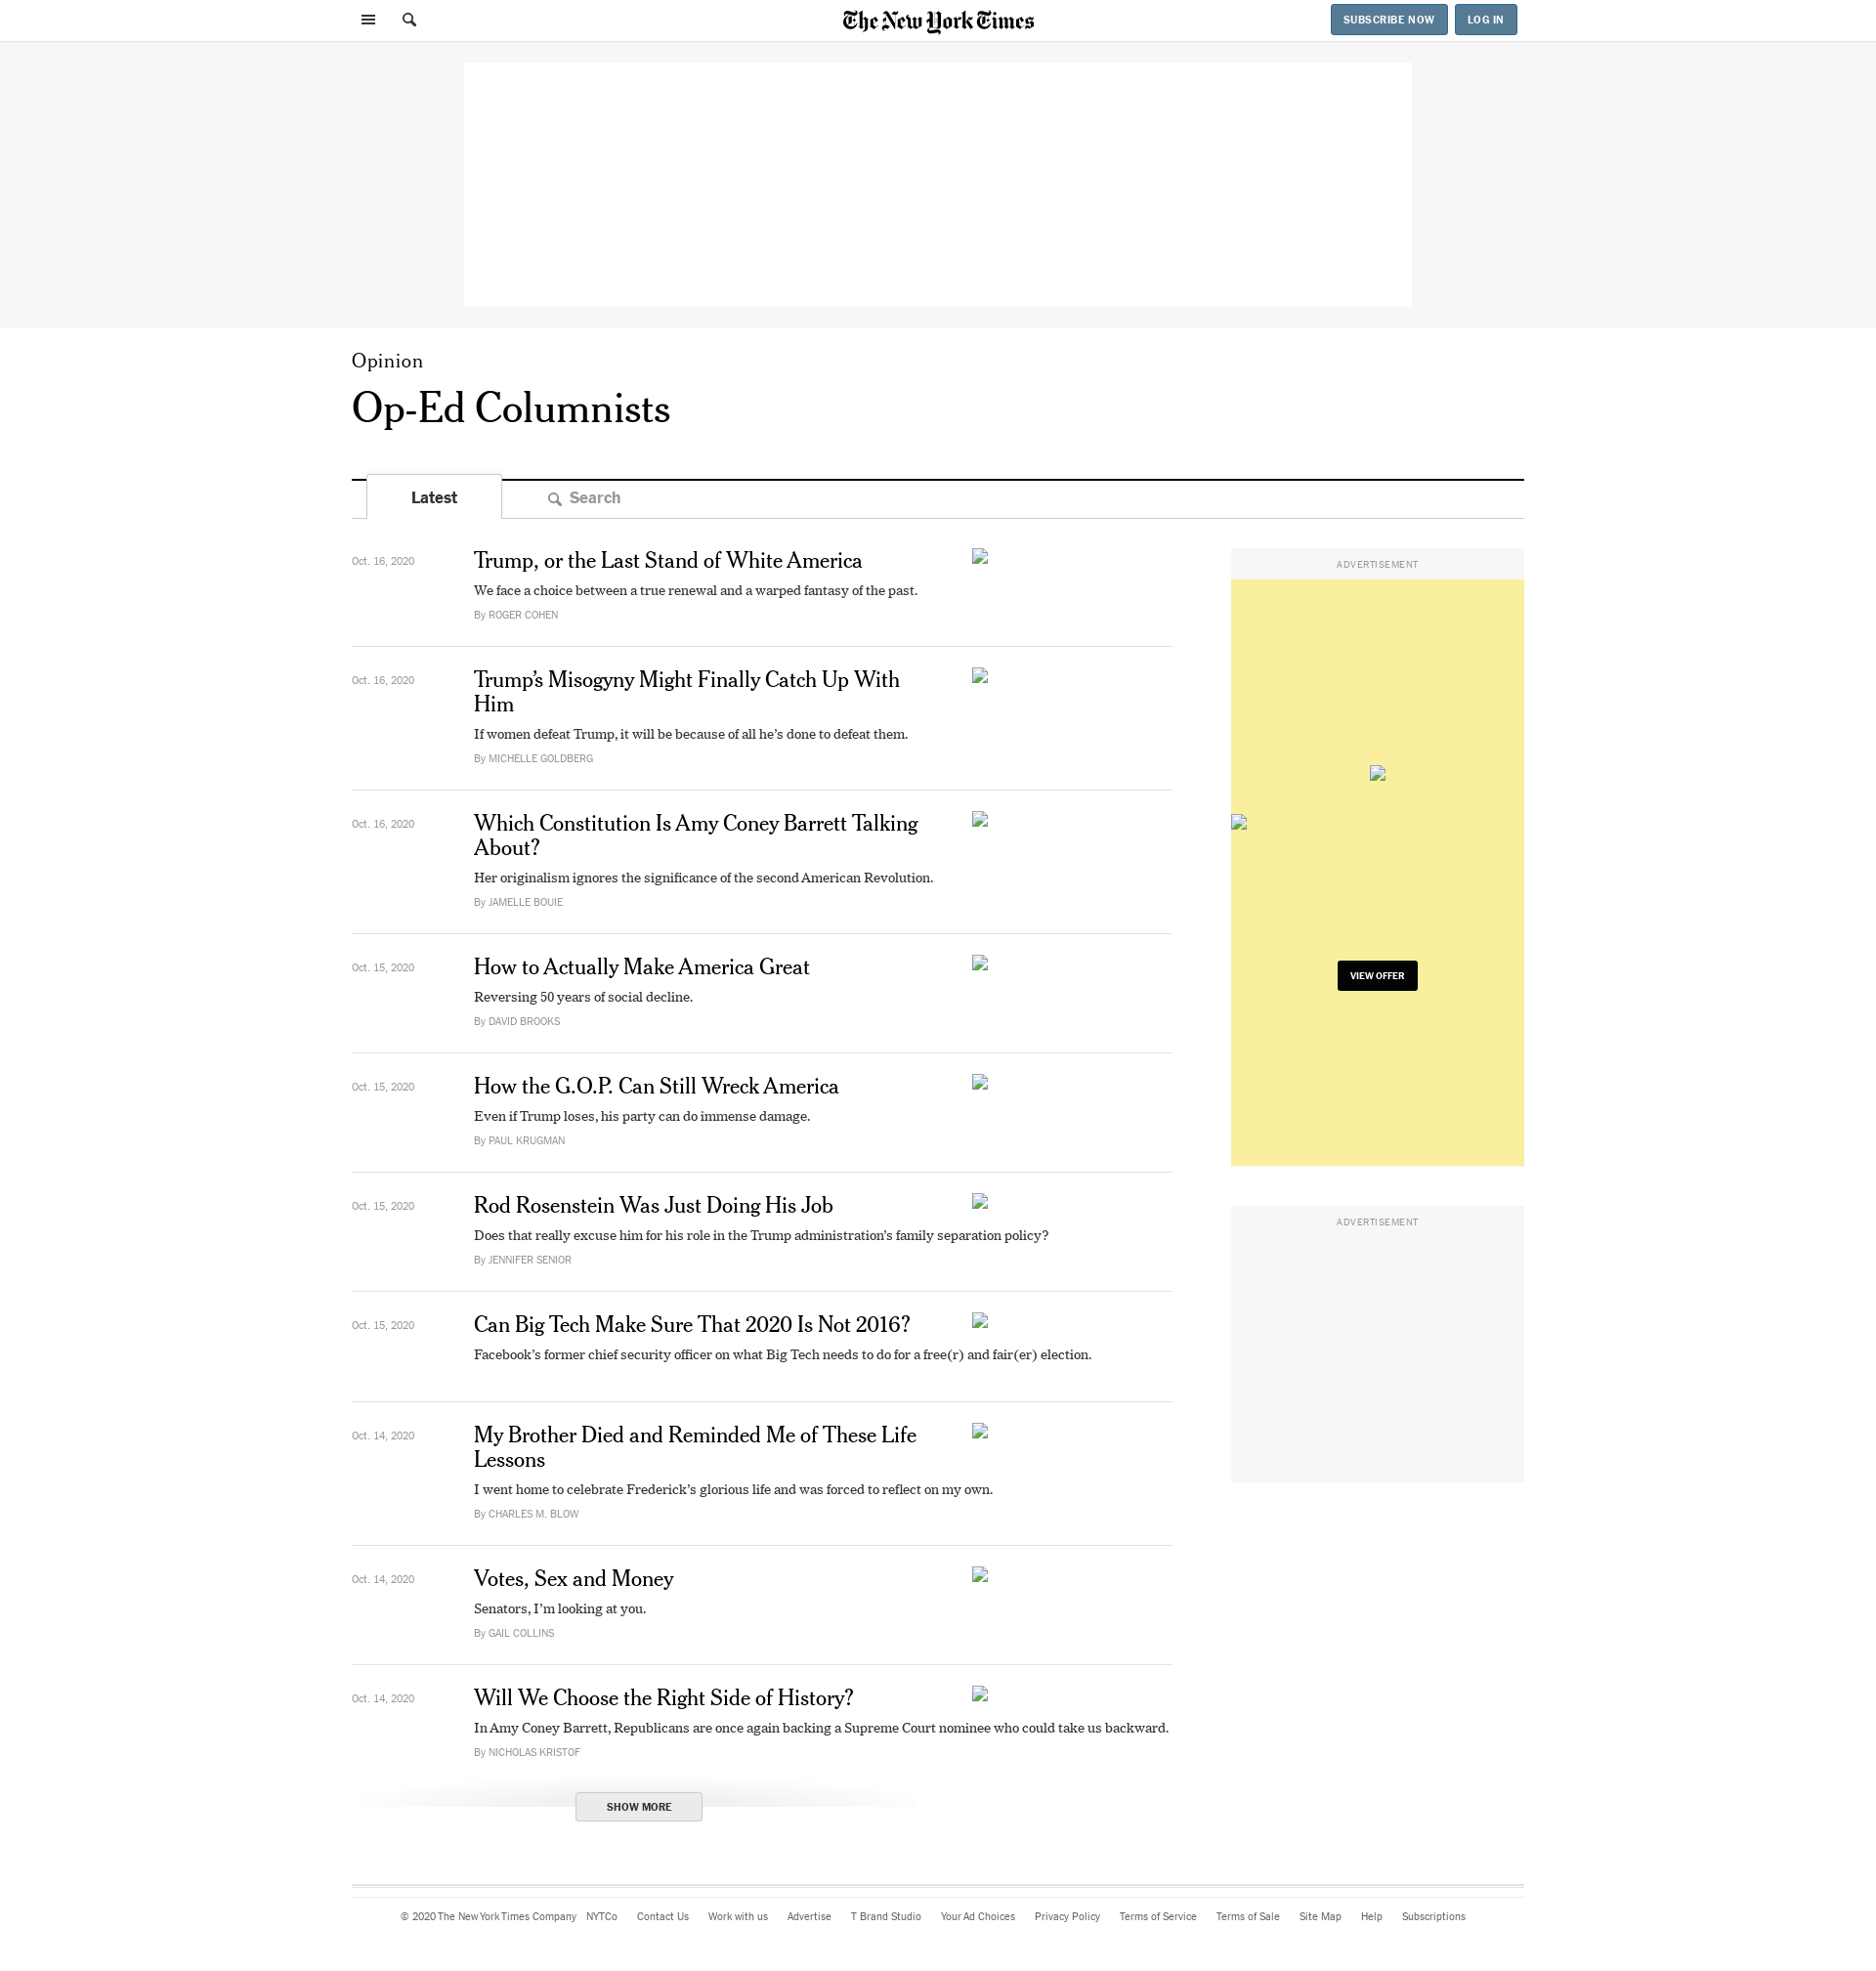 The New York Times
SUBSCRIBE NOW
LOG IN
Opinion
Op-Ed Columnists
Latest
Search
Oct. 16, 2020
Trump, or the Last Stand of White America
We face a choice between a true renewal and a warped fantasy of the past.
By ROGER COHEN
Oct. 16, 2020
Trump’s Misogyny Might Finally Catch Up With
Him
If women defeat Trump, it will be because of all he’s done to defeat them.
By MICHELLE GOLDBERG
Oct. 16, 2020
Which Constitution Is Amy Coney Barrett Talking
About?
Her originalism ignores the significance of the second American Revolution.
By JAMELLE BOUIE
Oct. 15, 2020
How to Actually Make America Great
Reversing 50 years of social decline.
By DAVID BROOKS
Oct. 15, 2020
How the G.O.P. Can Still Wreck America
Even if Trump loses, his party can do immense damage.
By PAUL KRUGMAN
Oct. 15, 2020
Rod Rosenstein Was Just Doing His Job
Does that really excuse him for his role in the Trump administration’s family separation policy?
By JENNIFER SENIOR
Oct. 15, 2020
Can Big Tech Make Sure That 2020 Is Not 2016?
Facebook’s former chief security officer on what Big Tech needs to do for a free(r) and fair(er) election.
Oct. 14, 2020
My Brother Died and Reminded Me of These Life
Lessons
I went home to celebrate Frederick’s glorious life and was forced to reflect on my own.
By CHARLES M. BLOW
Oct. 14, 2020
Votes, Sex and Money
Senators, I’m looking at you.
By GAIL COLLINS
Oct. 14, 2020
Will We Choose the Right Side of History?
In Amy Coney Barrett, Republicans are once again backing a Supreme Court nominee who could take us backward.
By NICHOLAS KRISTOF
SHOW MORE
ADVERTISEMENT
VIEW OFFER
ADVERTISEMENT
© 2020 The New York Times Company NYTCo Contact Us Work with us Advertise T Brand Studio Your Ad Choices Privacy Policy Terms of Service Terms of Sale Site Map Help Subscriptions